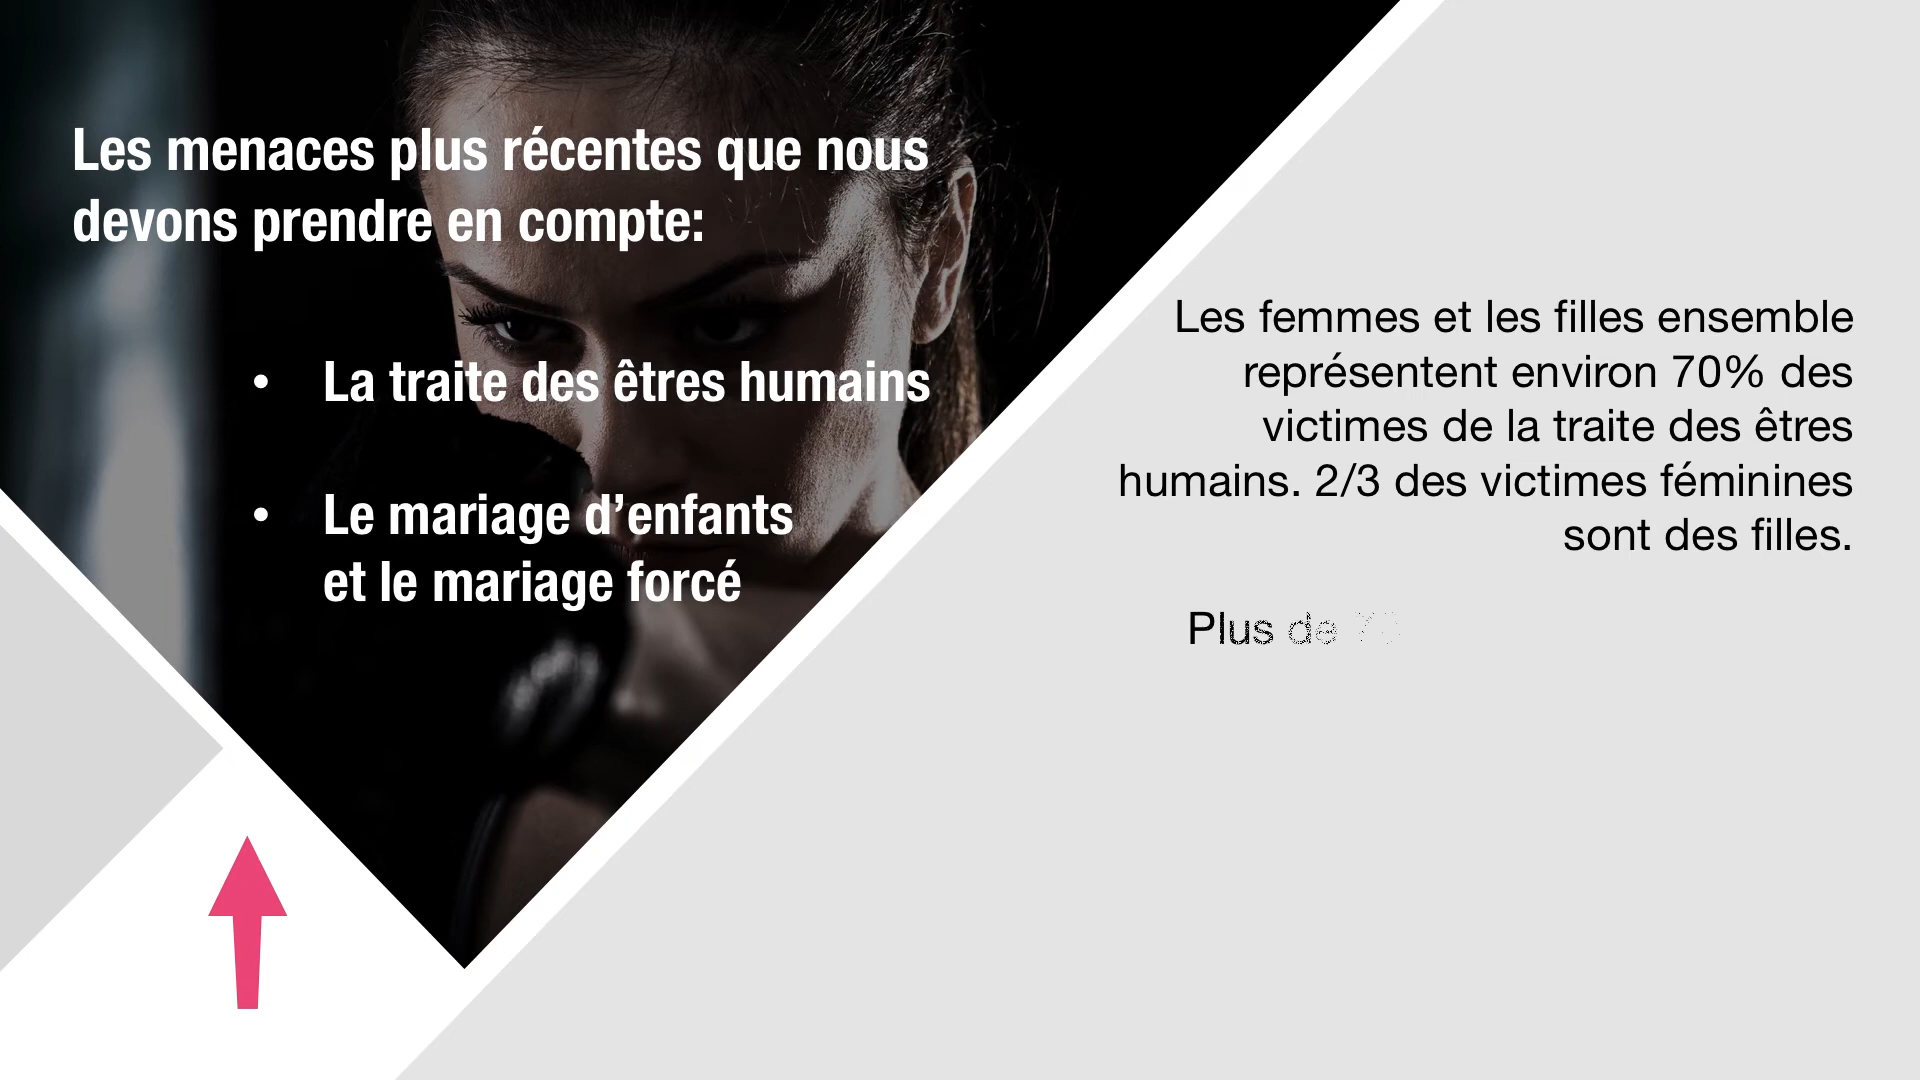 Les menaces plus récentes que nous
devons prendre en compte:
• La traite des êtres humains
• Le mariage d’enfants
et le mariage forcé
Les femmes et les filles ensemble
représentent environ 70% des
victimes de la traite des êtres
humains. 2/3 des victimes féminines
sont des filles.
Plus de